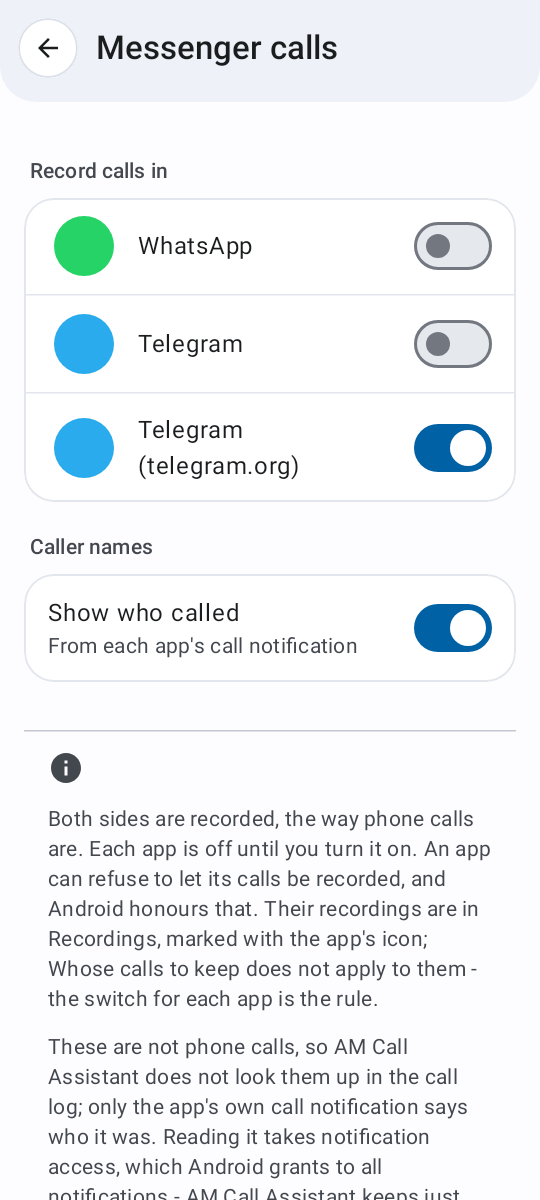 Messenger calls
Record calls in
WhatsApp
Telegram
Telegram
(telegram.org)
Caller names
Show who called
From each app's call notification
Both sides are recorded, the way phone calls
are. Each app is off until you turn it on. An app
can refuse to let its calls be recorded, and
Android honours that. Their recordings are in
Recordings, marked with the app's icon;
Whose calls to keep does not apply to them -
the switch for each app is the rule.
These are not phone calls, so AM Call
Assistant does not look them up in the call
log; only the app's own call notification says
who it was. Reading it takes notification
access, which Android grants to all
notifications - AM Call Assistant keeps just